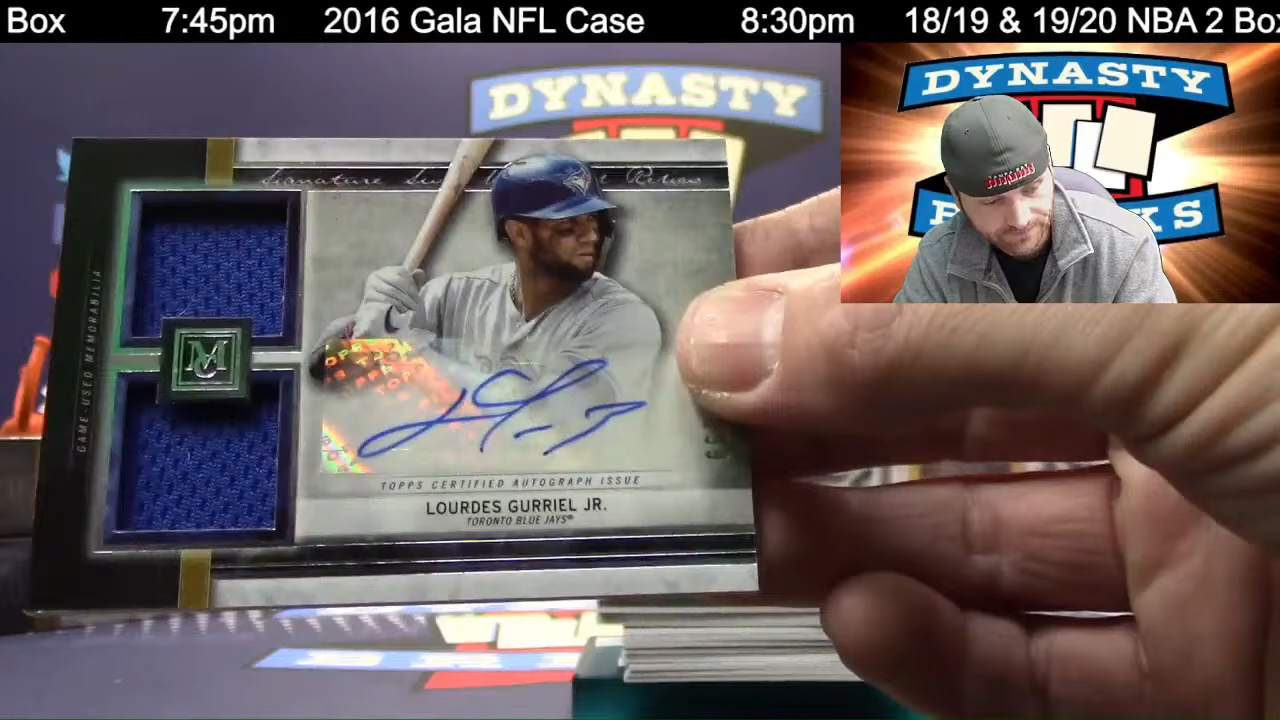 Box 7:45pm 2016 Gala NFL Case 8:30pm 18/19 & 19/20 NBA 2 Box
DYNASTY
DYNASTY
GAME-USED MEMORABILIA
MC
TOPPS CERTIFIED AUTOGRAPH ISSUE
LOURDES GURRIEL JR.
TORONTO BLUE JAYS®